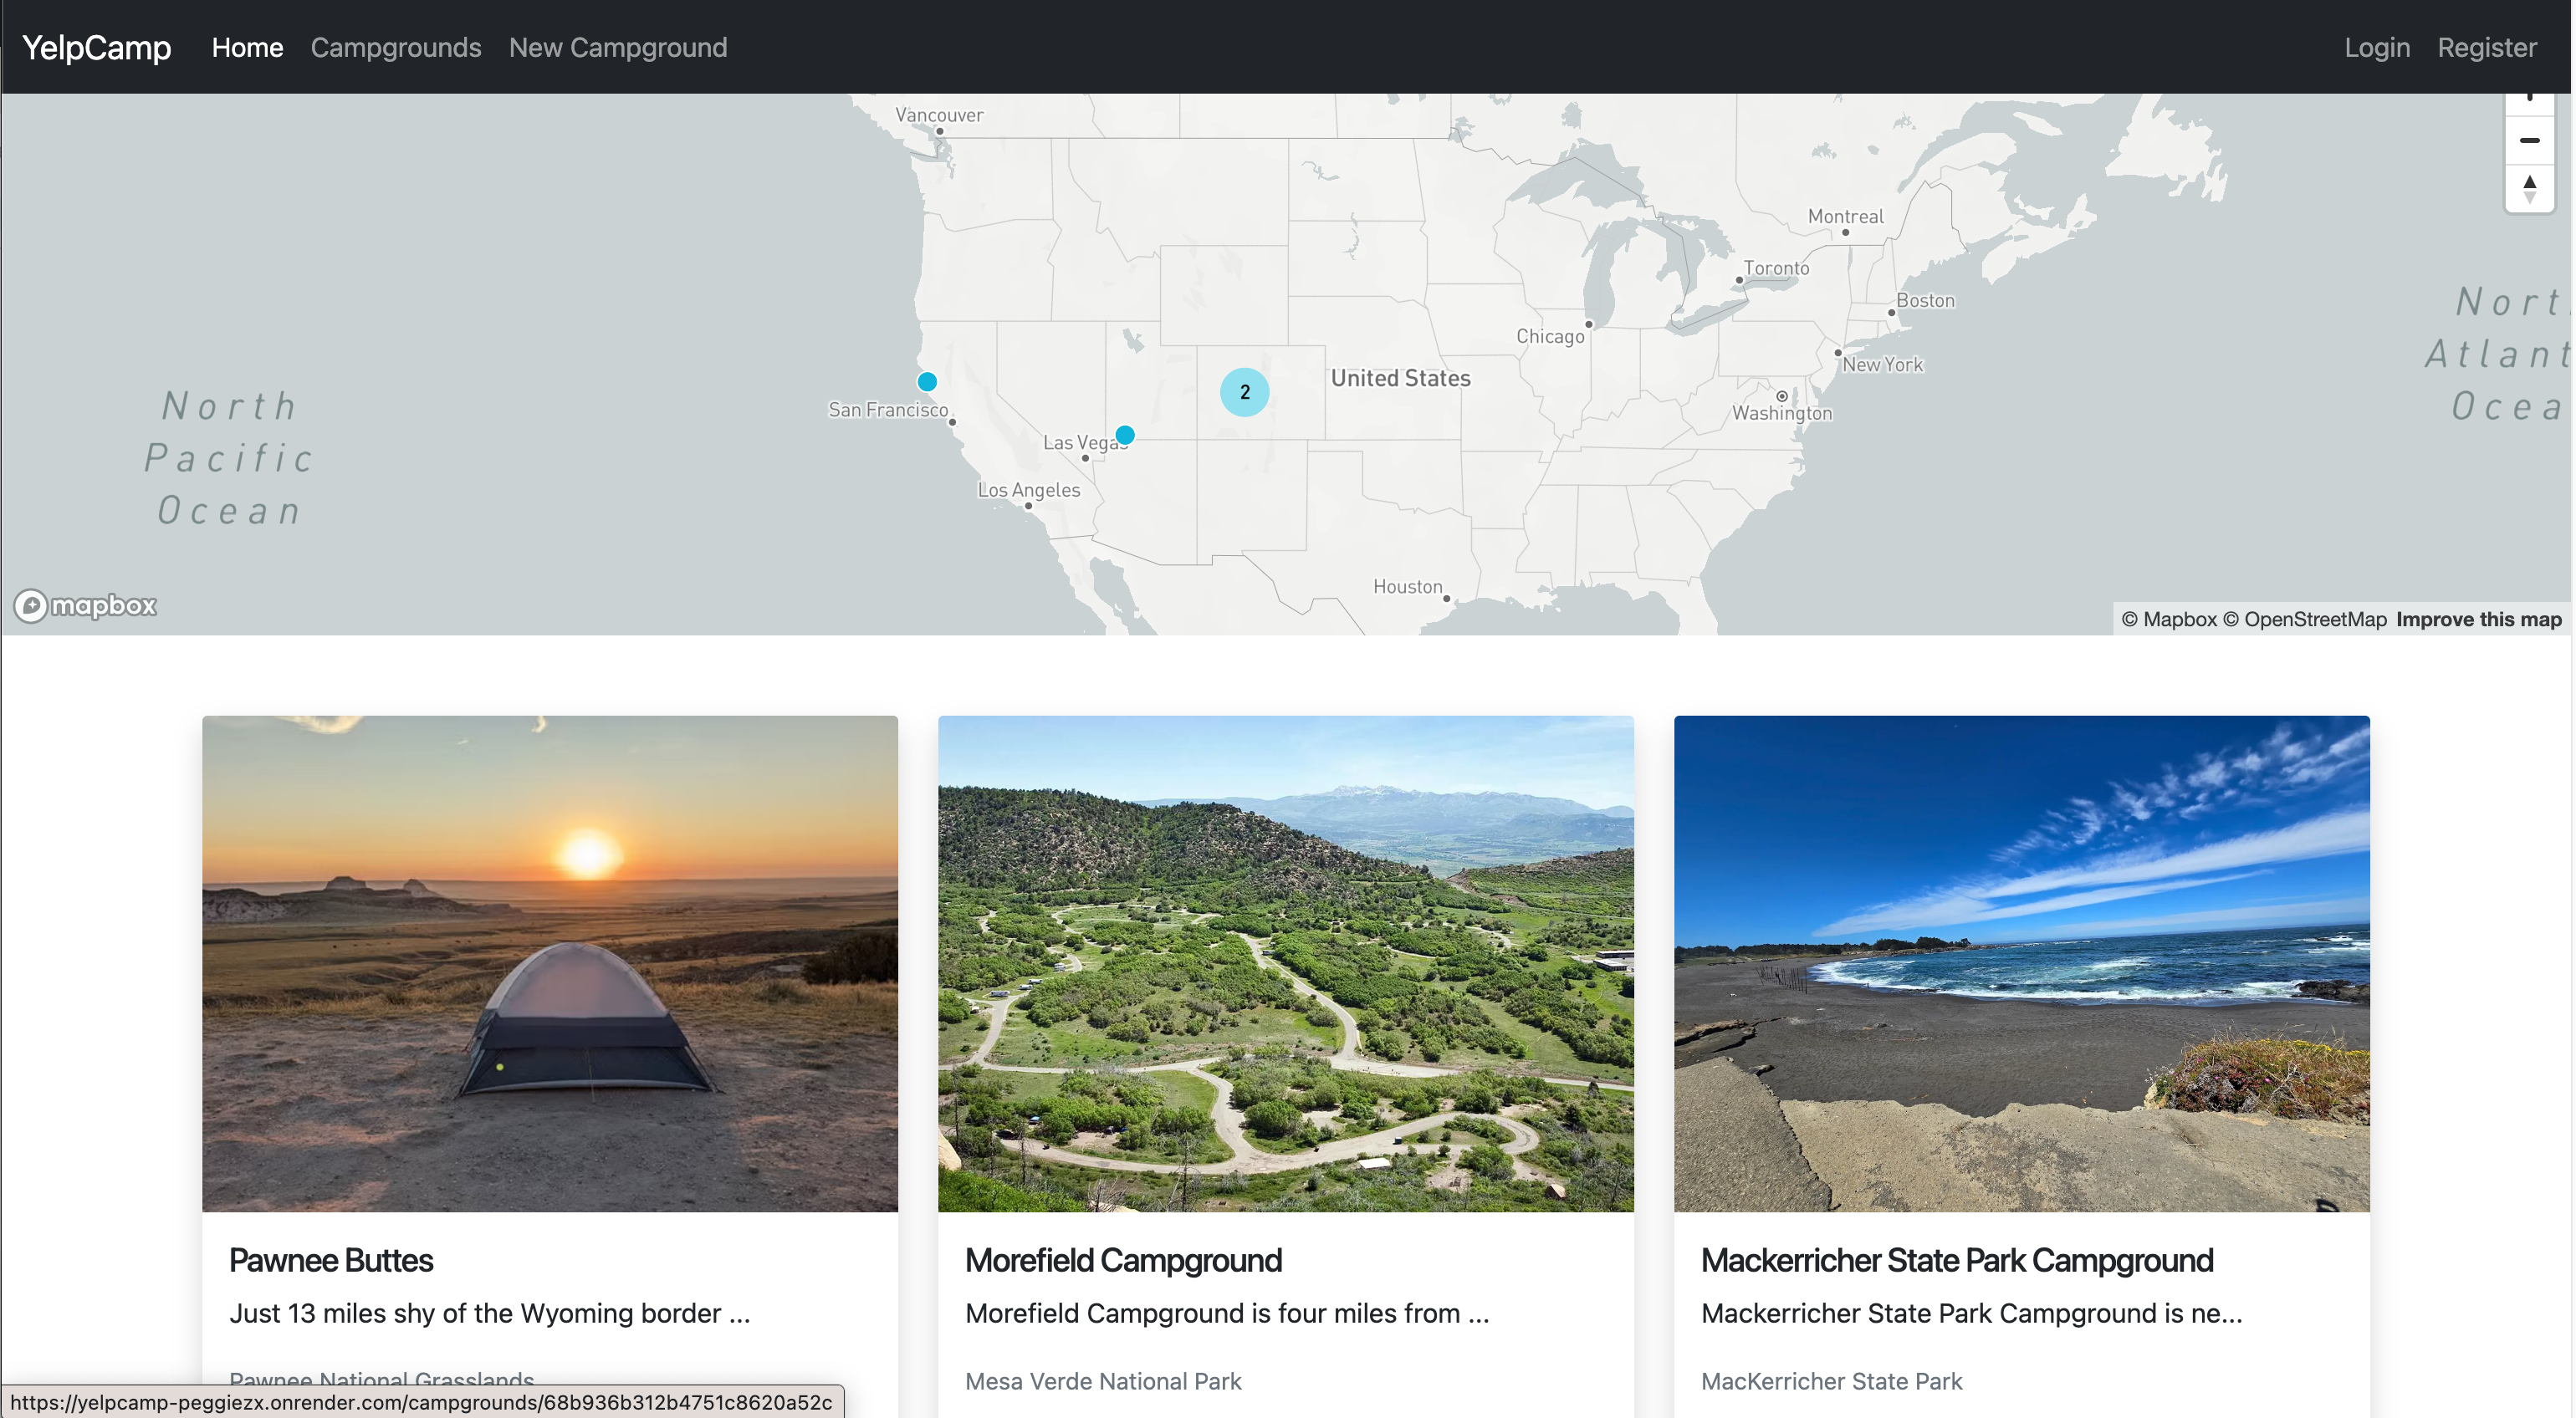 YelpCamp Home Campgrounds New Campground Login Register
Vancouver
Montreal
Toronto
Boston
Chicago
New York
United States
2
San Francisco
Washington
Las Vegas
Los Angeles
Houston
North
Pacific
Ocean
Nort
Atlant
Ocea
mapbox
© Mapbox © OpenStreetMap Improve this map
Pawnee Buttes
Just 13 miles shy of the Wyoming border ...
Pawnee National Grasslands
Morefield Campground
Morefield Campground is four miles from ...
Mesa Verde National Park
Mackerricher State Park Campground
Mackerricher State Park Campground is ne...
MacKerricher State Park
https://yelpcamp-peggiezx.onrender.com/campgrounds/68b936b312b4751c8620a52c